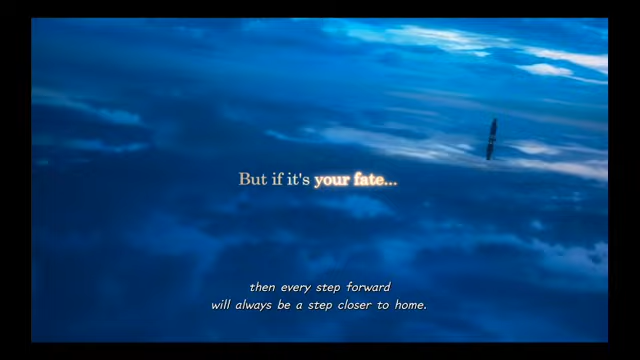 But if it's your fate...
then every step forward
will always be a step closer to home.